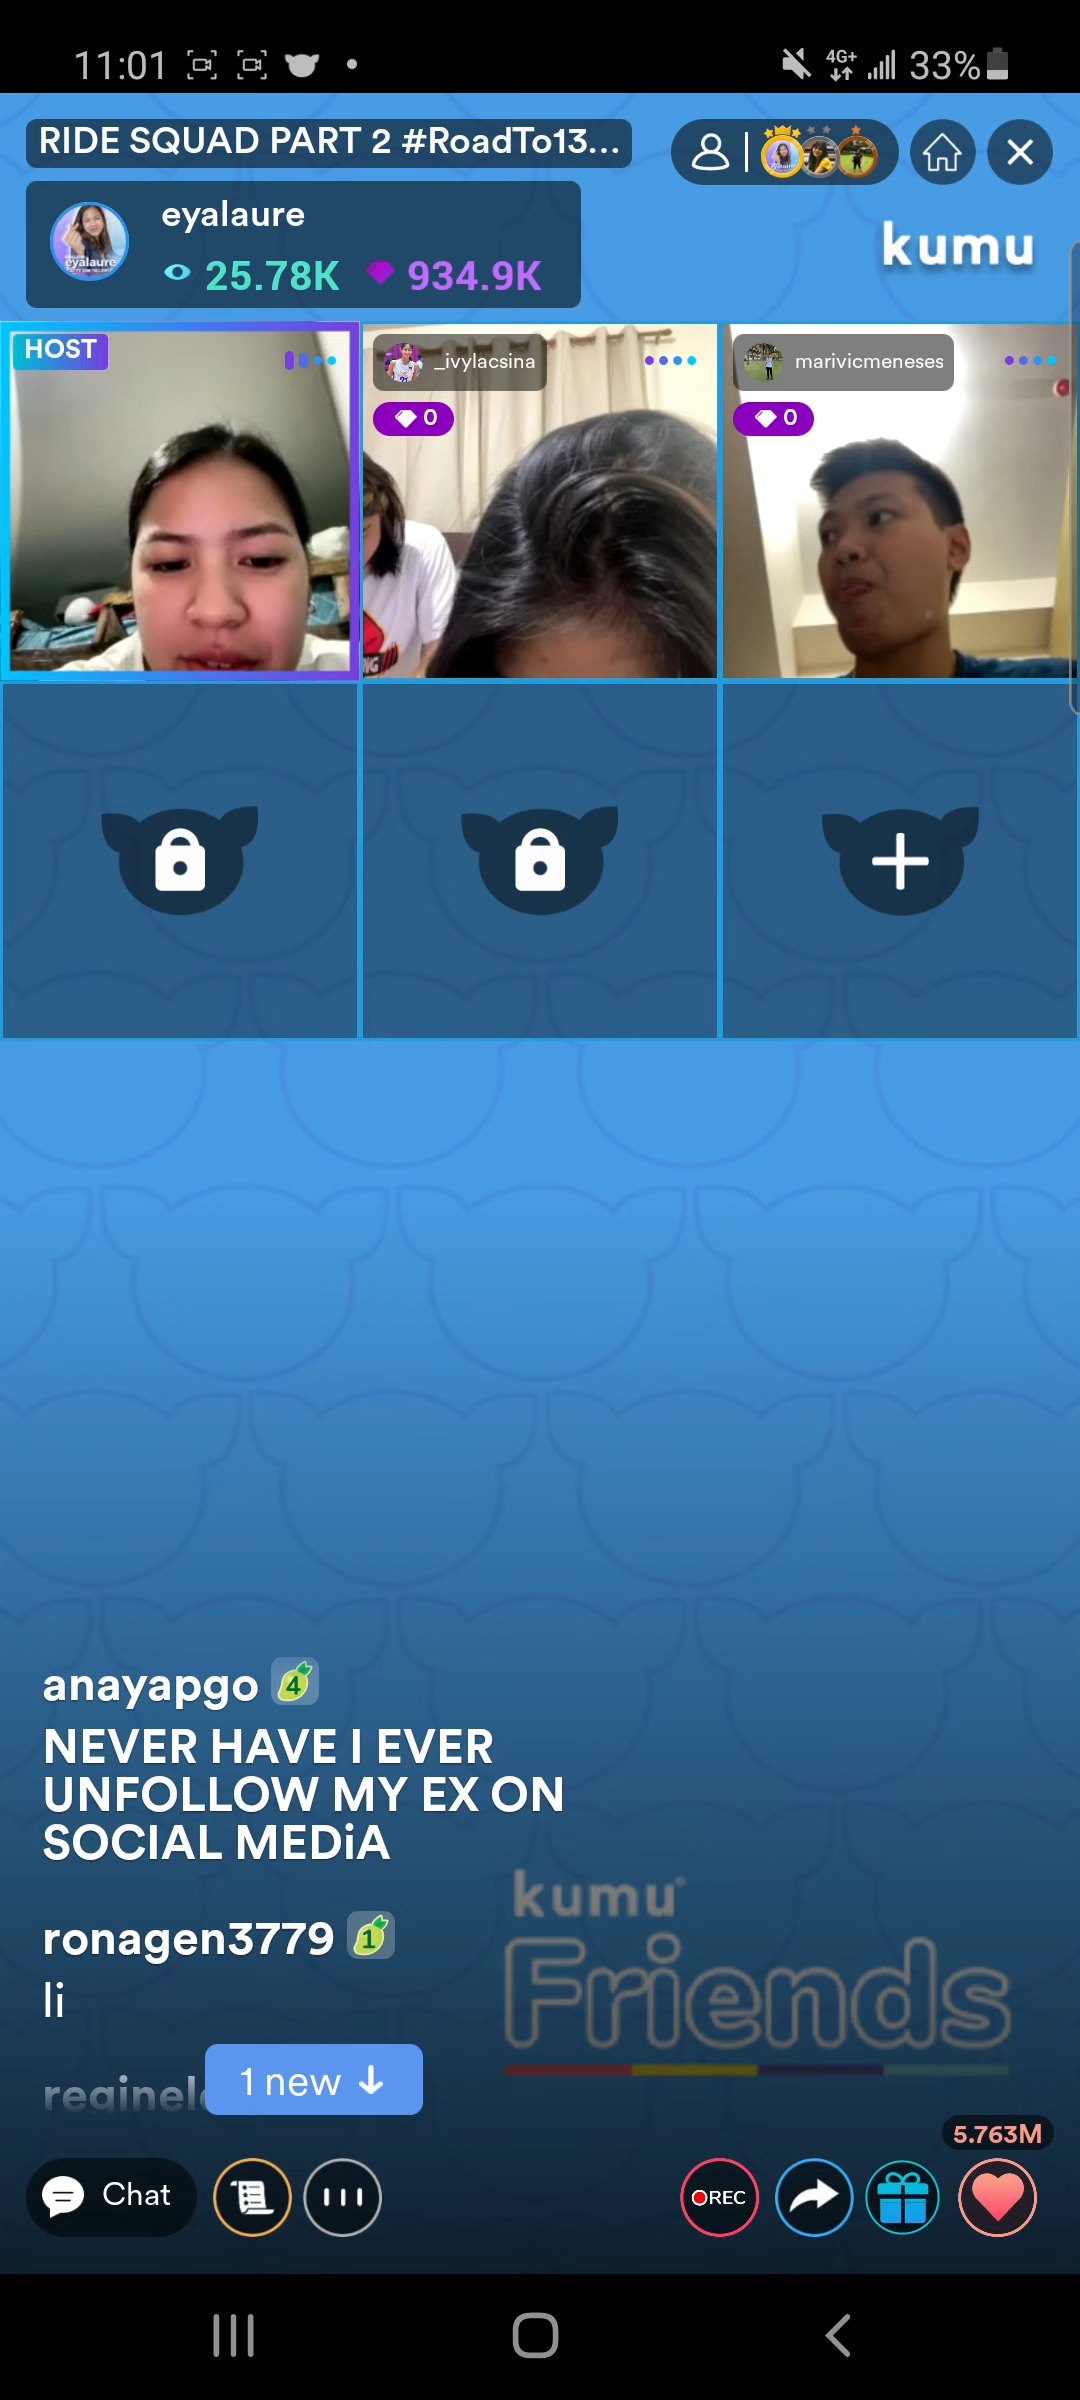 11:01
4G+
33%
RIDE SQUAD PART 2 #RoadTo13...
eyalaure
25.78K 934.9K
kumu
HOST
_ivylacsina
marivicmeneses
0
0
anayapgo 4
NEVER HAVE I EVER
UNFOLLOW MY EX ON
SOCIAL MEDiA
kumu
Friends
ronagen3779 1
li
1 new
5.763M
Chat
REC